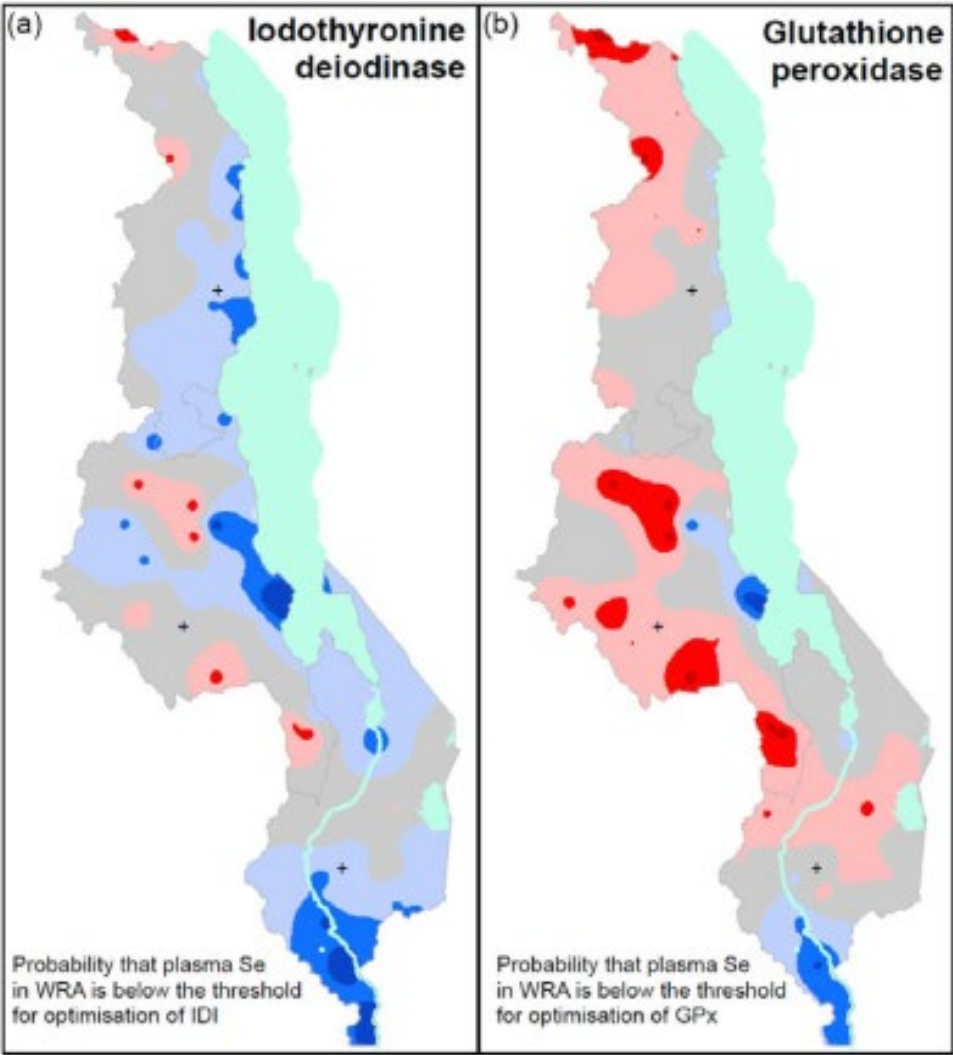 (a)
Iodothyronine
deiodinase
Probability that plasma Se
in WRA is below the threshold
for optimisation of IDI
(b)
Glutathione
peroxidase
Probability that plasma Se
in WRA is below the threshold
for optimisation of GPx